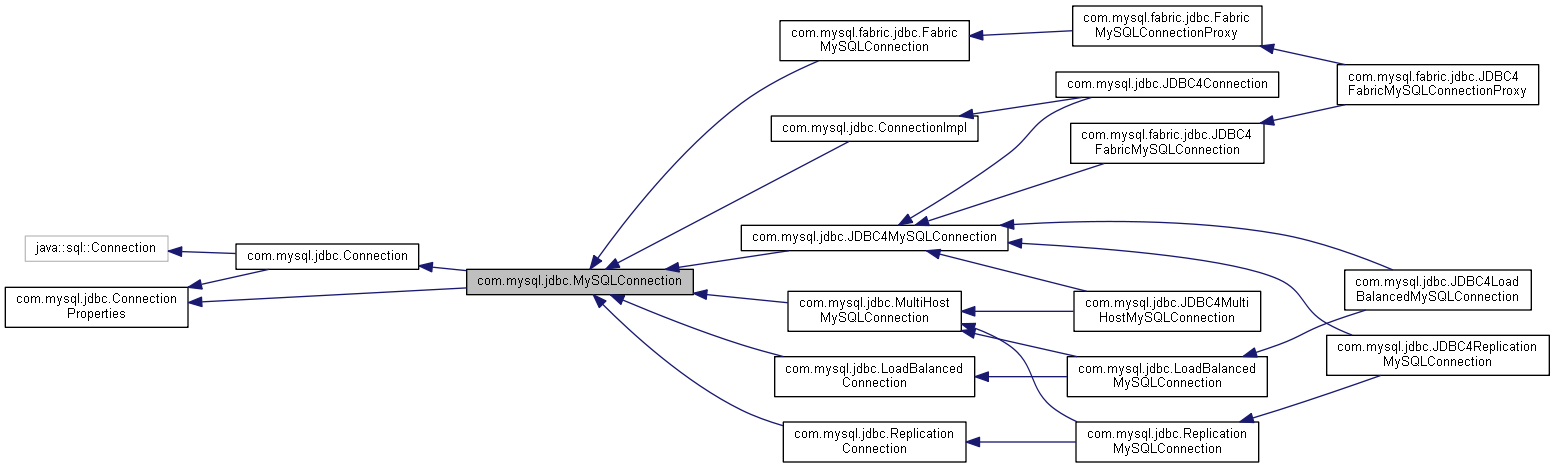 java::sql::Connection
com.mysql.jdbc.Connection
Properties
com.mysql.jdbc.Connection
com.mysql.jdbc.MySQLConnection
com.mysql.fabric.jdbc.Fabric
MySQLConnection
com.mysql.jdbc.ConnectionImpl
com.mysql.jdbc.JDBC4MySQLConnection
com.mysql.jdbc.MultiHost
MySQLConnection
com.mysql.jdbc.LoadBalanced
Connection
com.mysql.jdbc.Replication
Connection
com.mysql.fabric.jdbc.Fabric
MySQLConnectionProxy
com.mysql.jdbc.JDBC4Connection
com.mysql.fabric.jdbc.JDBC4
FabricMySQLConnection
com.mysql.jdbc.JDBC4Multi
HostMySQLConnection
com.mysql.jdbc.LoadBalanced
MySQLConnection
com.mysql.jdbc.Replication
MySQLConnection
com.mysql.fabric.jdbc.JDBC4
FabricMySQLConnectionProxy
com.mysql.jdbc.JDBC4Load
BalancedMySQLConnection
com.mysql.jdbc.JDBC4Replication
MySQLConnection